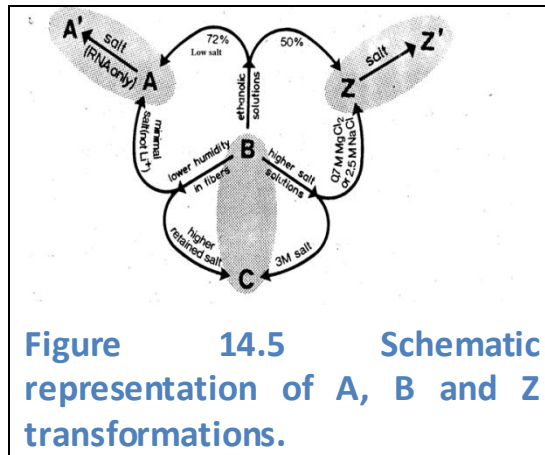 A'
salt
(RNA only)
A
72%
Low salt
50%
ethanolic
solutions
Z
salt
Z'
minimal
salt(not Li+)
lower humidity
in fibers
B
higher salt
solutions
0.7 M MgCl2
or 2.5 M NaCl
higher
retained salt
C
3M salt
Figure 14.5 Schematic
representation of A, B and Z
transformations.